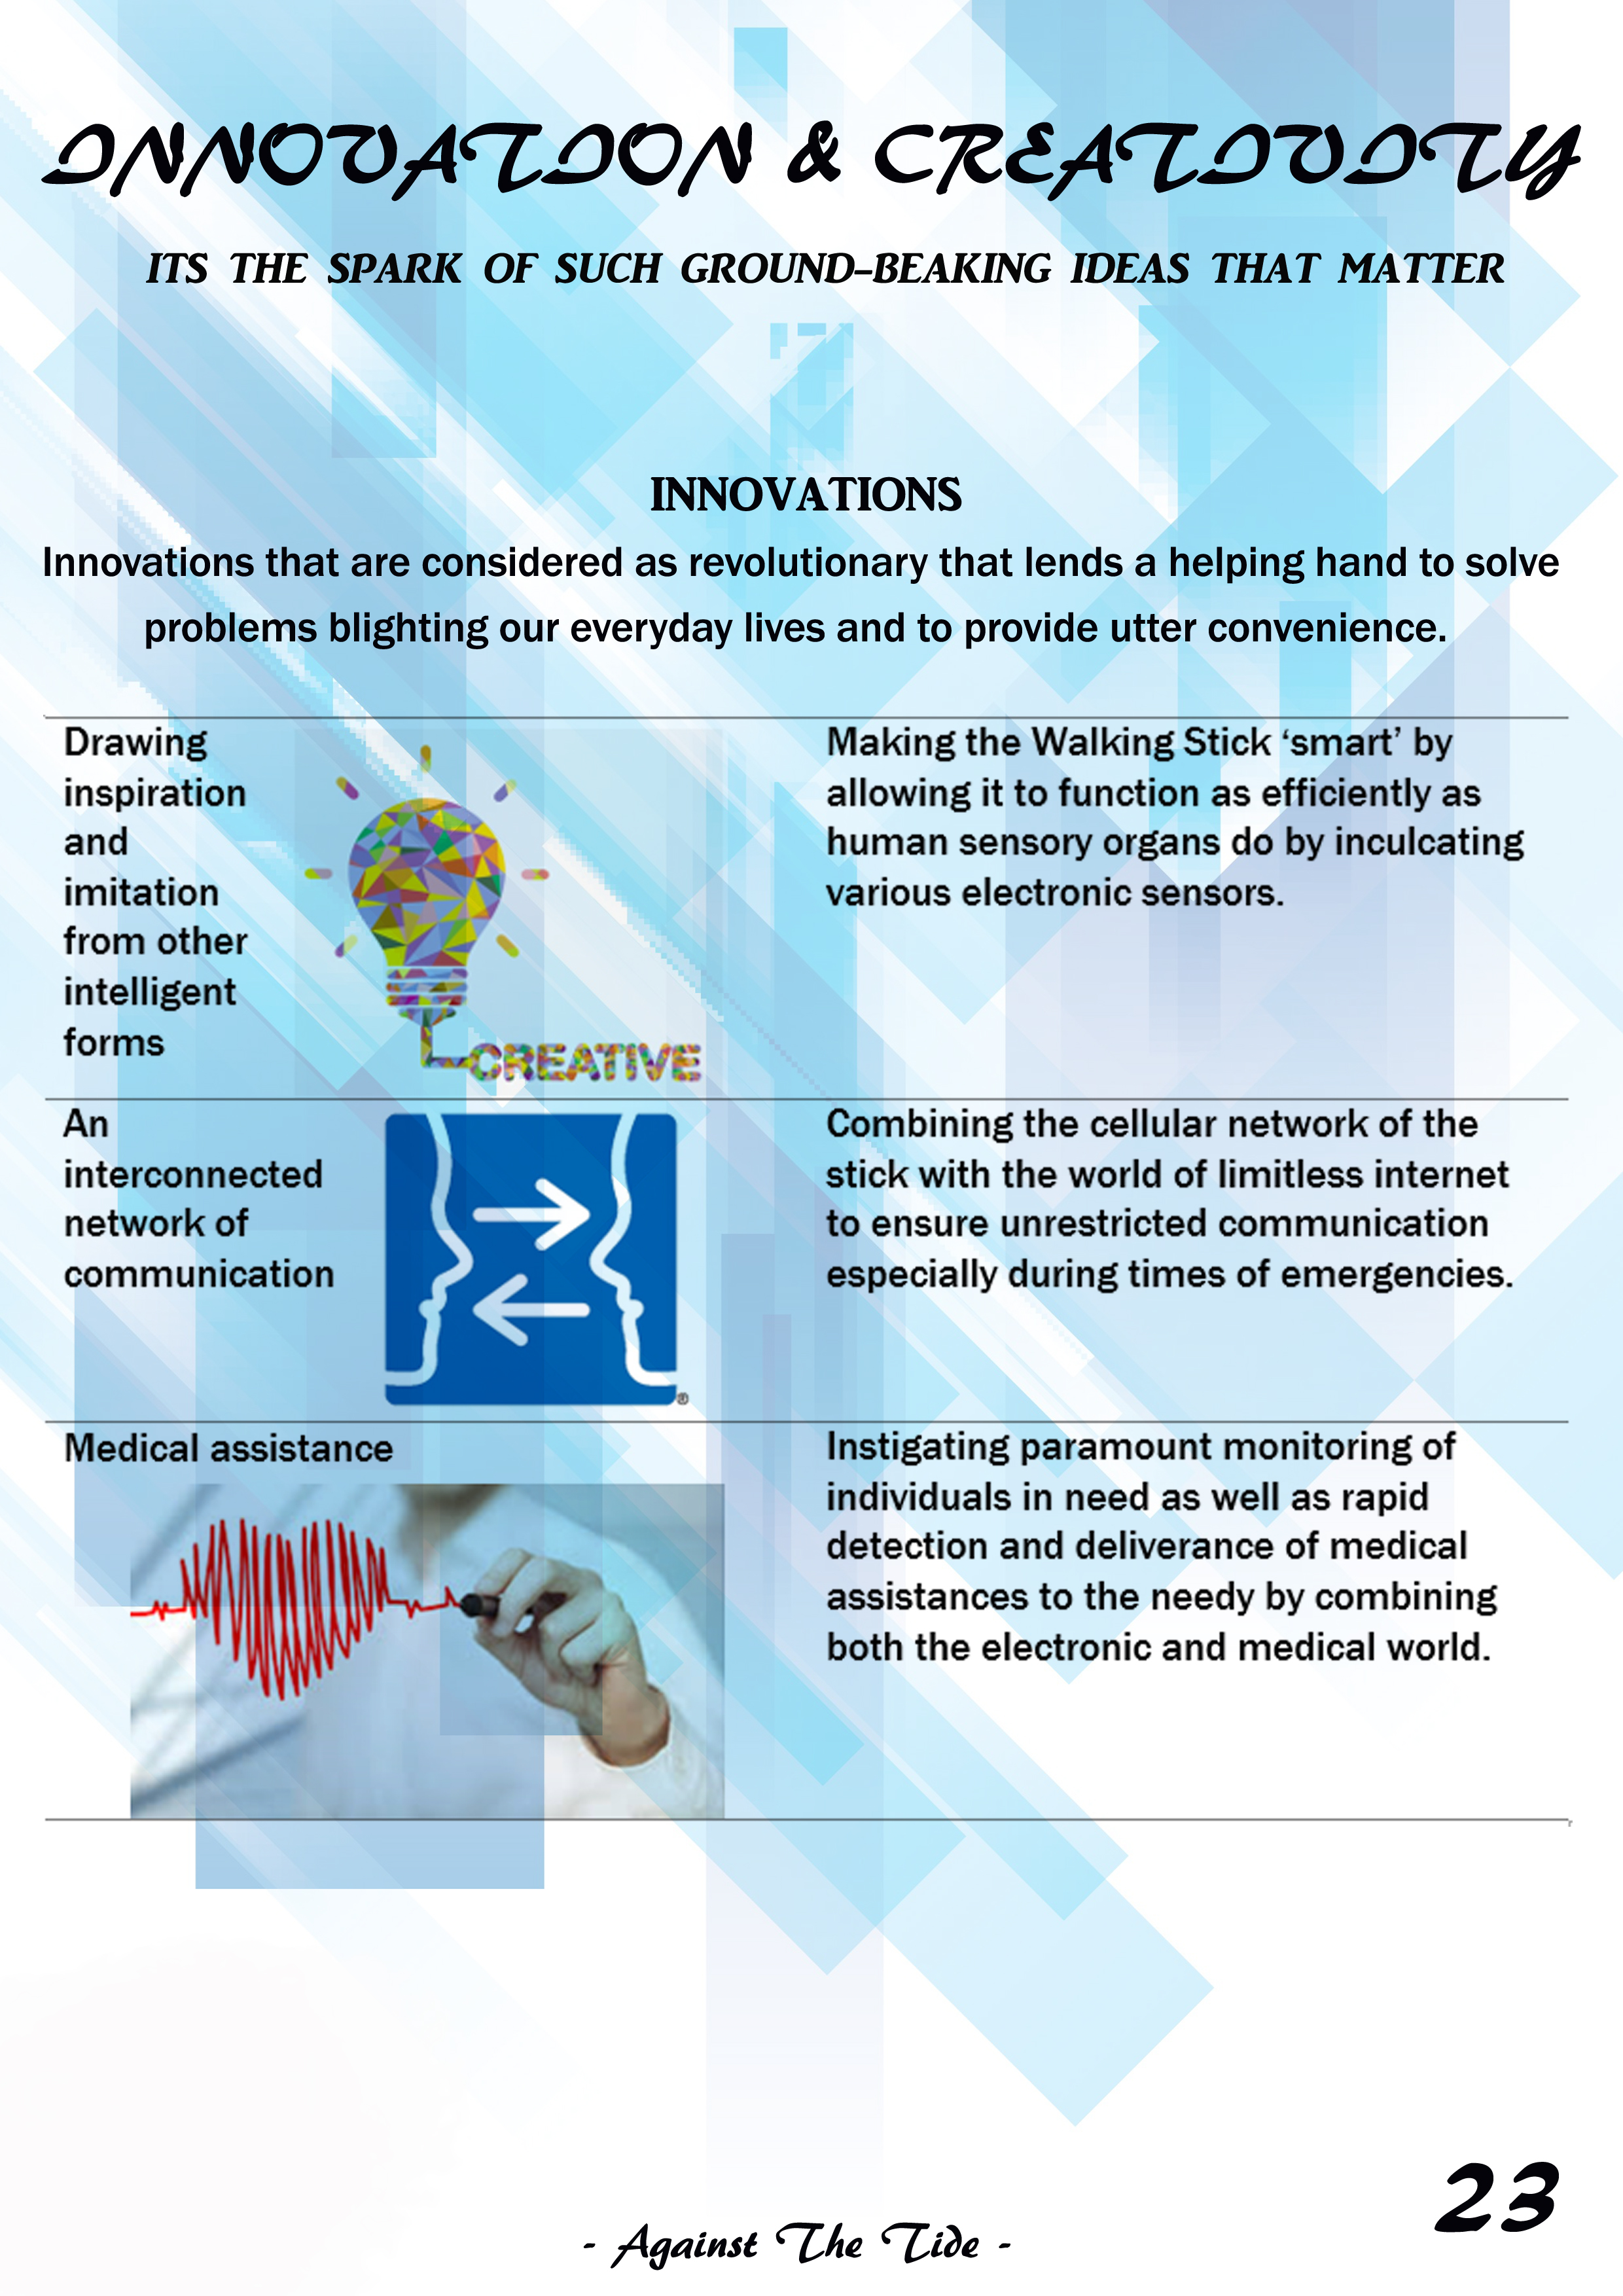 INNOVATION & CREATIVITY
ITS THE SPARK OF SUCH GROUND-BEAKING IDEAS THAT MATTER
INNOVATIONS
Innovations that are considered as revolutionary that lends a helping hand to solve
problems blighting our everyday lives and to provide utter convenience.
Drawing
inspiration
and
imitation
from other
intelligent
forms
CREATIVE
Making the Walking Stick ‘smart’ by
allowing it to function as efficiently as
human sensory organs do by inculcating
various electronic sensors.
An
interconnected
network of
communication
®
Combining the cellular network of the
stick with the world of limitless internet
to ensure unrestricted communication
especially during times of emergencies.
Medical assistance
Instigating paramount monitoring of
individuals in need as well as rapid
detection and deliverance of medical
assistances to the needy by combining
both the electronic and medical world.
23
- Against The Tide -